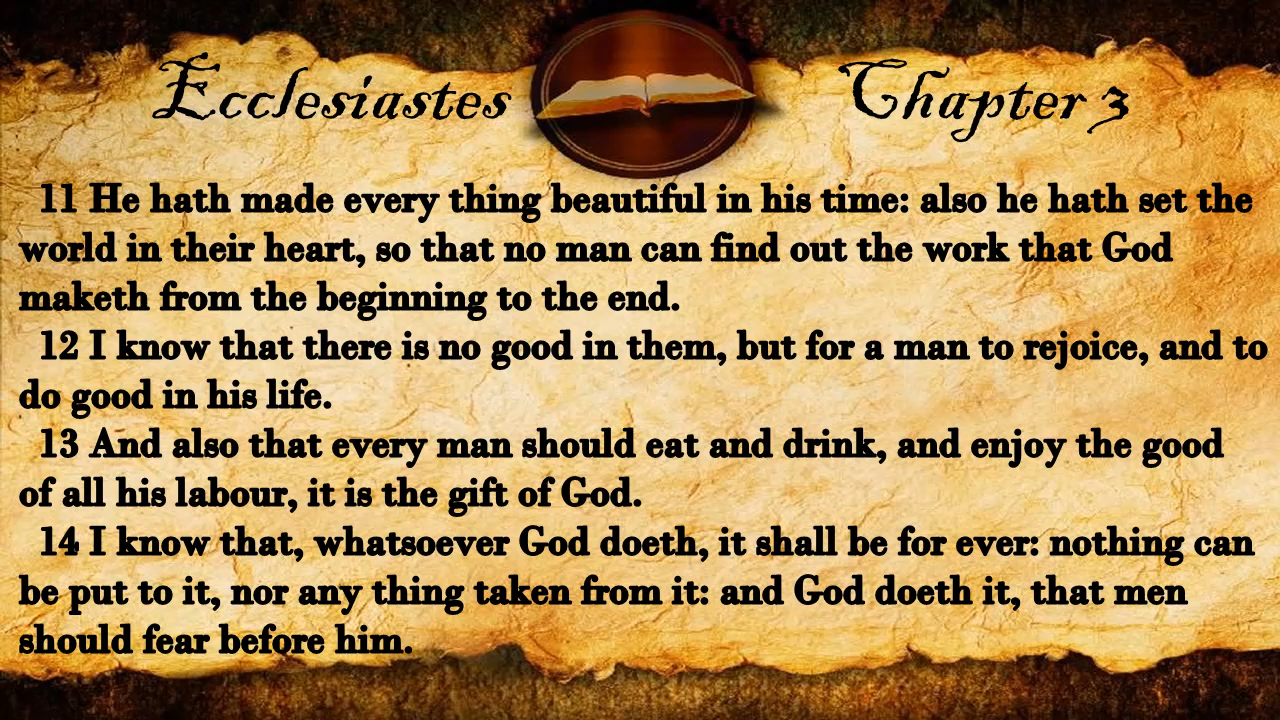 Ecclesiastes Chapter 3
11 He hath made every thing beautiful in his time: also he hath set the
world in their heart, so that no man can find out the work that God
maketh from the beginning to the end.
12 I know that there is no good in them, but for a man to rejoice, and to
do good in his life.
13 And also that every man should eat and drink, and enjoy the good
of all his labour, it is the gift of God.
14 I know that, whatsoever God doeth, it shall be for ever: nothing can
be put to it, nor any thing taken from it: and God doeth it, that men
should fear before him.